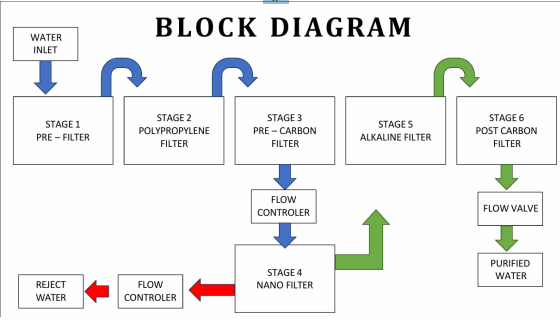 BLOCK DIAGRAM
WATER
INLET
STAGE 1
PRE – FILTER
STAGE 2
POLYPROPYLENE
FILTER
STAGE 3
PRE – CARBON
FILTER
STAGE 5
ALKALINE FILTER
STAGE 6
POST CARBON
FILTER
FLOW
CONTROLER
FLOW VALVE
STAGE 4
NANO FILTER
PURIFIED
WATER
REJECT
WATER
FLOW
CONTROLER